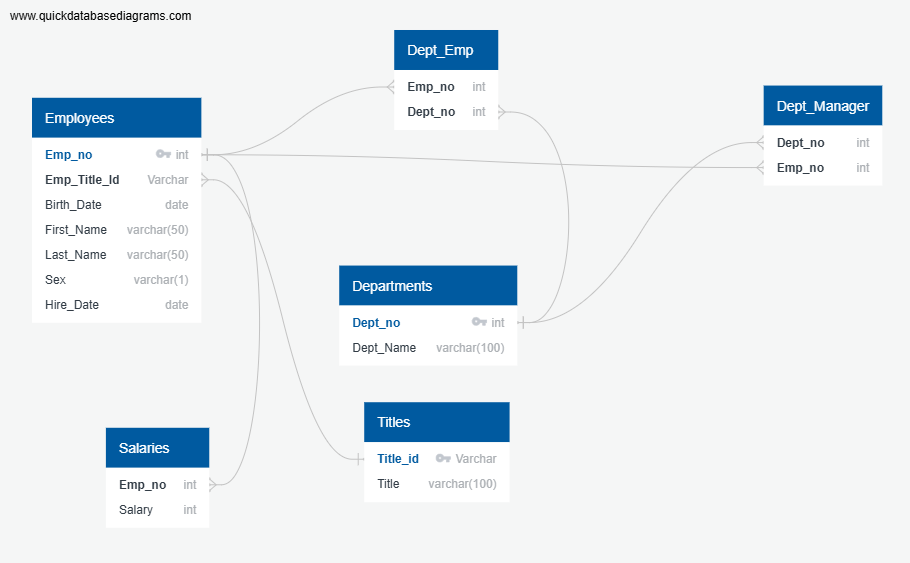 www.quickdatabasediagrams.com
Dept_Emp
Emp_no int
Dept_no int
Dept_Manager
Dept_no int
Emp_no int
Employees
Emp_no int
Emp_Title_Id Varchar
Birth_Date date
First_Name varchar(50)
Last_Name varchar(50)
Sex varchar(1)
Hire_Date date
Departments
Dept_no int
Dept_Name varchar(100)
Titles
Title_id Varchar
Title varchar(100)
Salaries
Emp_no int
Salary int